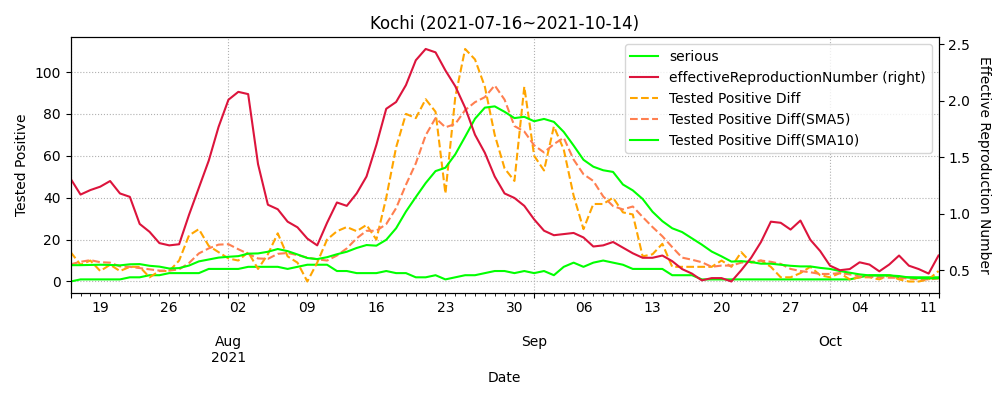 Kochi (2021-07-16~2021-10-14)
serious
effectiveReproductionNumber (right)
Tested Positive Diff
Tested Positive Diff(SMA5)
Tested Positive Diff(SMA10)
Tested Positive
100
80
60
40
20
0
Effective Reproduction Number
2.5
2.0
1.5
1.0
0.5
19 26 02 09 16 23 30 06 13 20 27 04 11
Aug Sep Oct
2021
Date